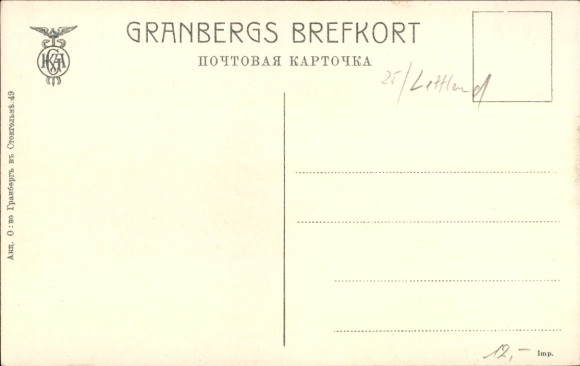 GRANBERGS BREFKORT
ПОЧТОВАЯ КАРТОЧКА
25/Lettland
Акц. О:во Гранбергъ въ Стокгольмѣ 49
12,- Imp.